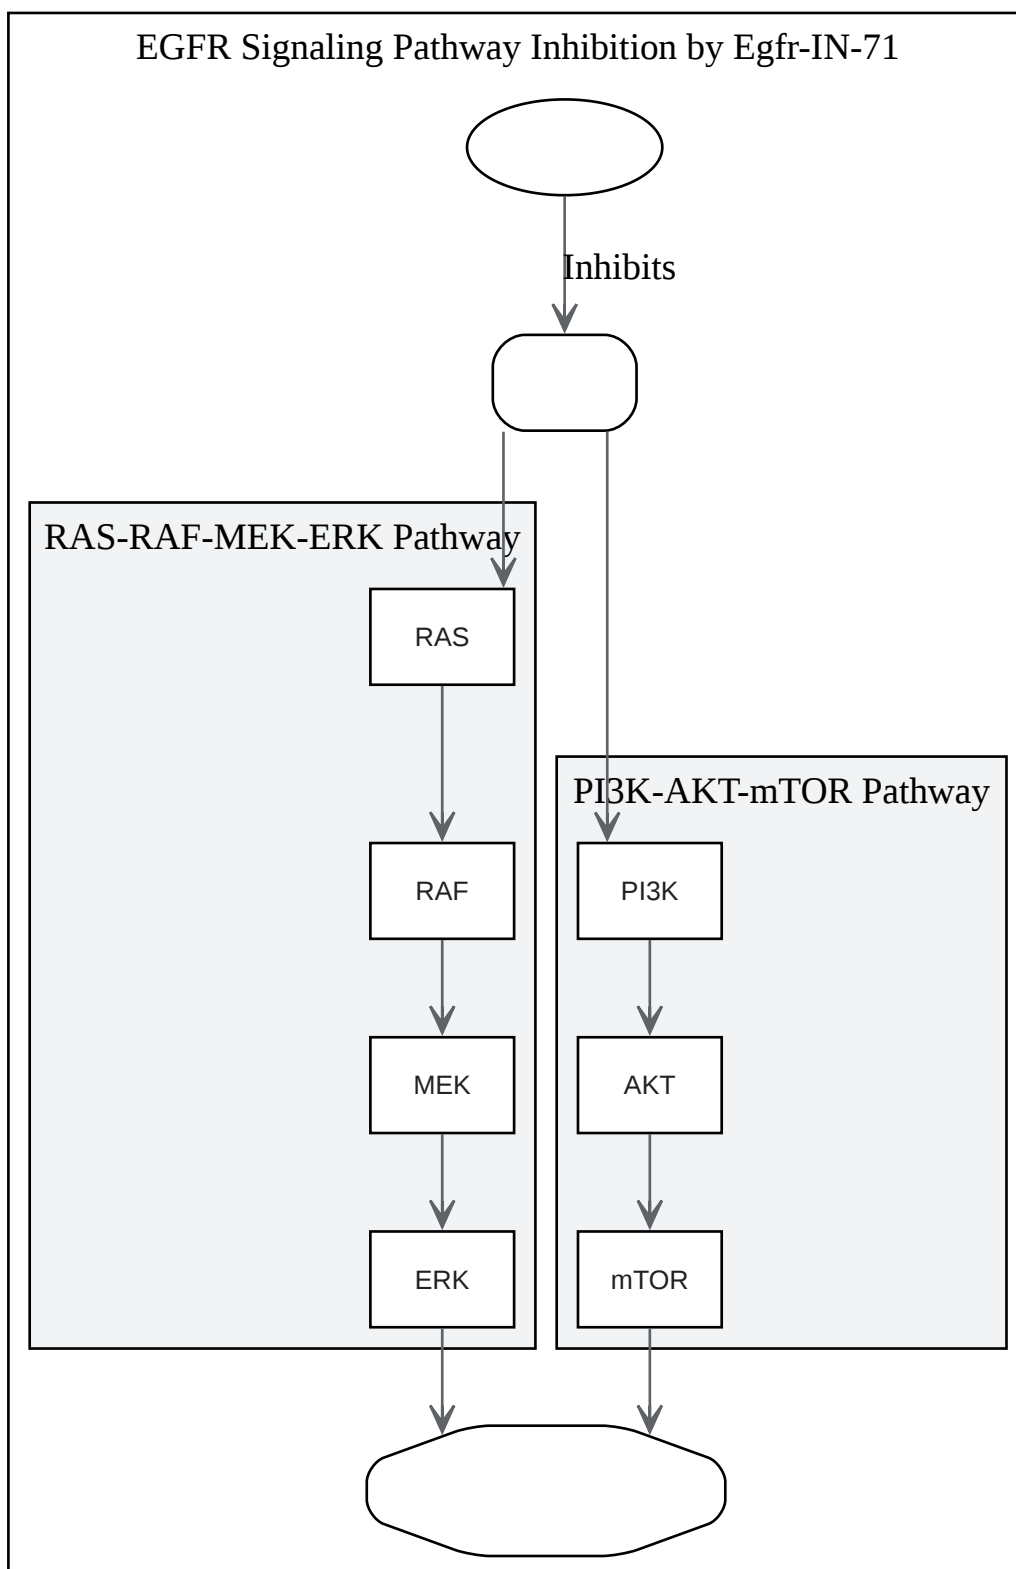 EGFR Signaling Pathway Inhibition by Egfr-IN-71
Inhibits
RAS-RAF-MEK-ERK Pathway
RAS
PI3K-AKT-mTOR Pathway
RAF
PI3K
MEK
AKT
ERK
mTOR